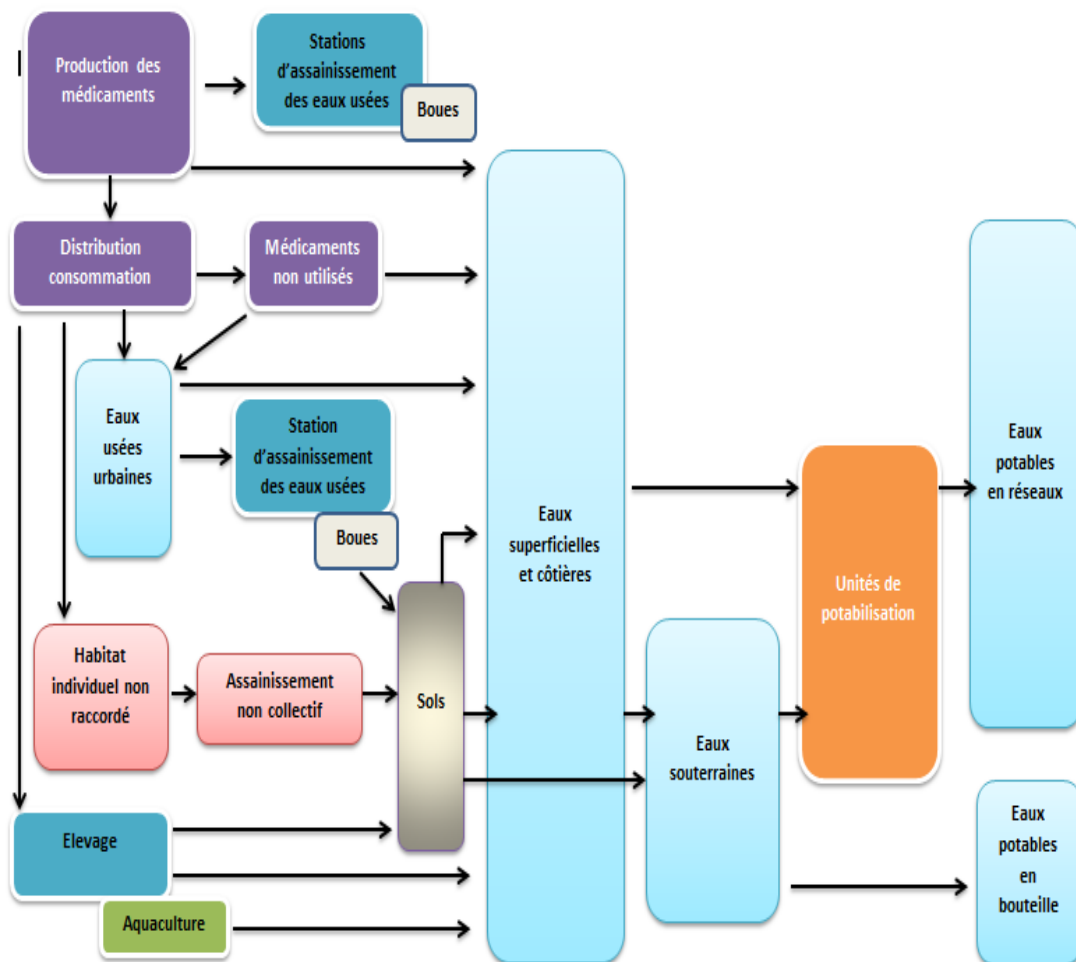 Production des
médicaments
Stations
d'assainissement
des eaux usées
Boues
Distribution
consommation
Médicaments
non utilisés
Eaux
usées
urbaines
Station
d'assainissement
des eaux usées
Boues
Eaux
superficielles
et côtières
Eaux
potables
en réseaux
Unités de
potabilisation
Habitat
individuel non
raccordé
Assainissement
non collectif
Sols
Eaux
souterraines
Elevage
Aquaculture
Eaux
potables
en
bouteille